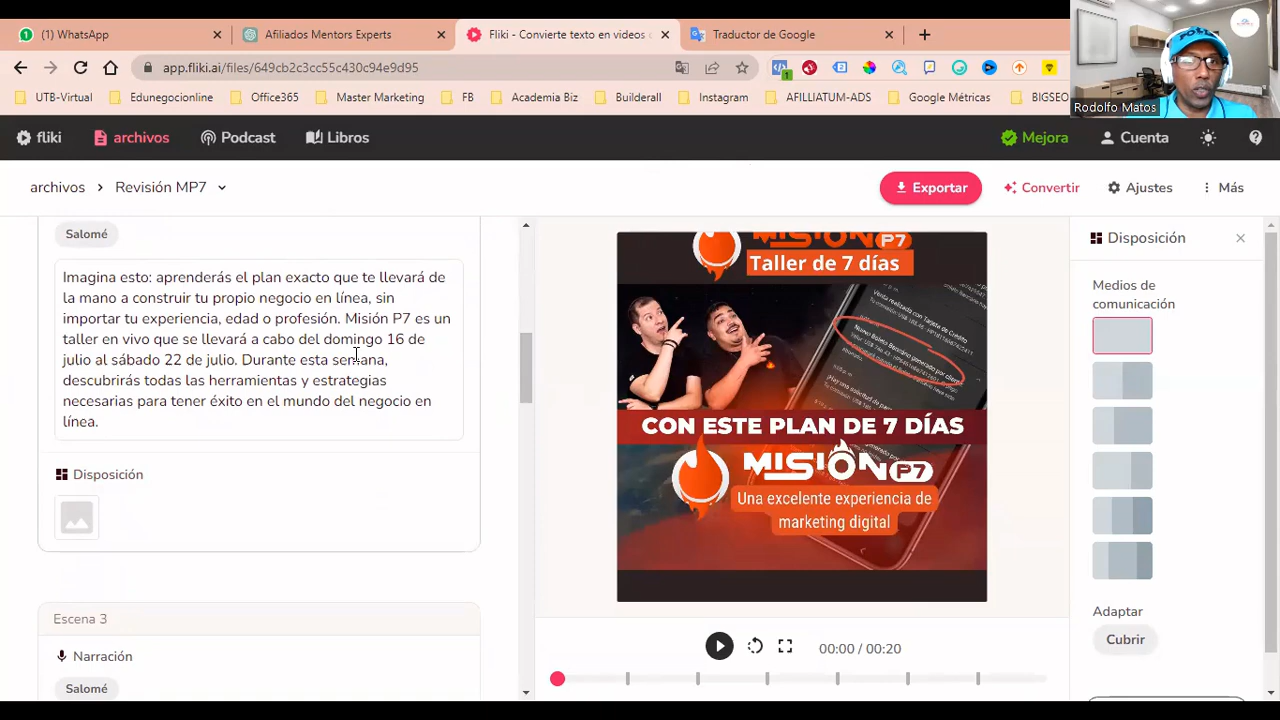 (1) WhatsApp
Afiliados Mentors Experts
Fliki - Convierte texto en videos c
Traductor de Google
app.fliki.ai/files/649cb2c3cc55c430c94e9d95
UTB-Virtual
Edunegocionline
Office365
Master Marketing
FB
Academia Biz
Builderall
Instagram
AFILLIATUM-ADS
Google Métricas
BIGSEO
Rodolfo Matos
fliki
archivos
Podcast
Libros
Mejora
Cuenta
archivos
Revisión MP7
Exportar
Convertir
Ajustes
Más
Salomé
Imagina esto: aprenderás el plan exacto que te llevará de
la mano a construir tu propio negocio en línea, sin
importar tu experiencia, edad o profesión. Misión P7 es un
taller en vivo que se llevará a cabo del domingo 16 de
julio al sábado 22 de julio. Durante esta semana,
descubrirás todas las herramientas y estrategias
necesarias para tener éxito en el mundo del negocio en
línea.
Disposición
Escena 3
Narración
Salomé
MISIÓN P7
Taller de 7 días
CON ESTE PLAN DE 7 DÍAS
MISIÓN P7
Una excelente experiencia de
marketing digital
00:00 / 00:20
Disposición
Medios de
comunicación
Adaptar
Cubrir